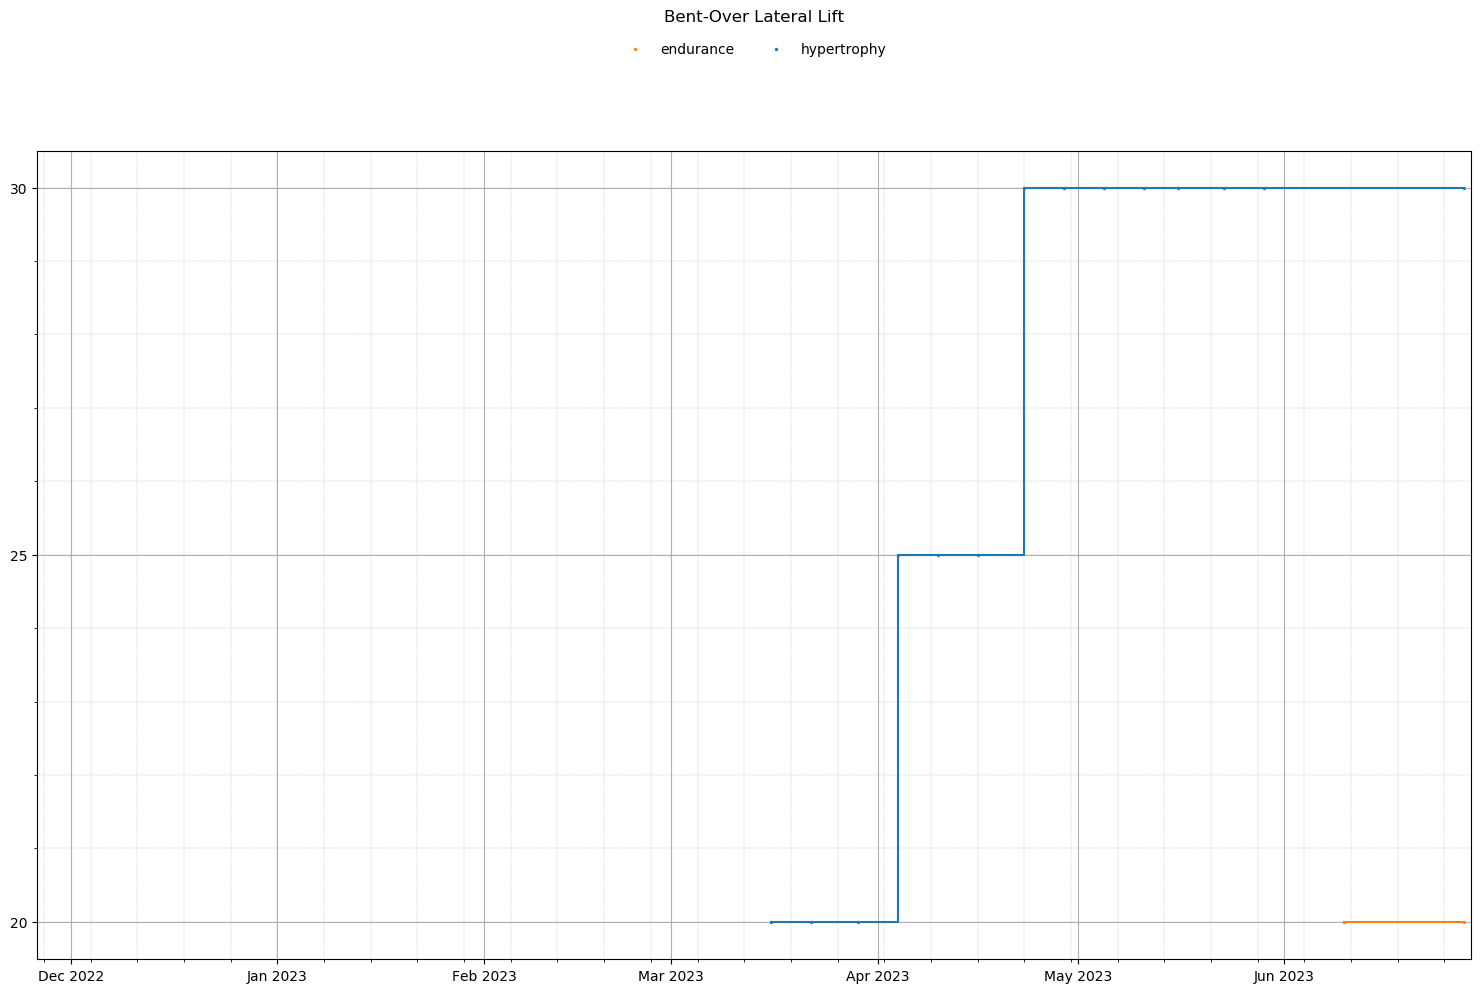 Bent-Over Lateral Lift
endurance hypertrophy
30
25
20
Dec 2022 Jan 2023 Feb 2023 Mar 2023 Apr 2023 May 2023 Jun 2023